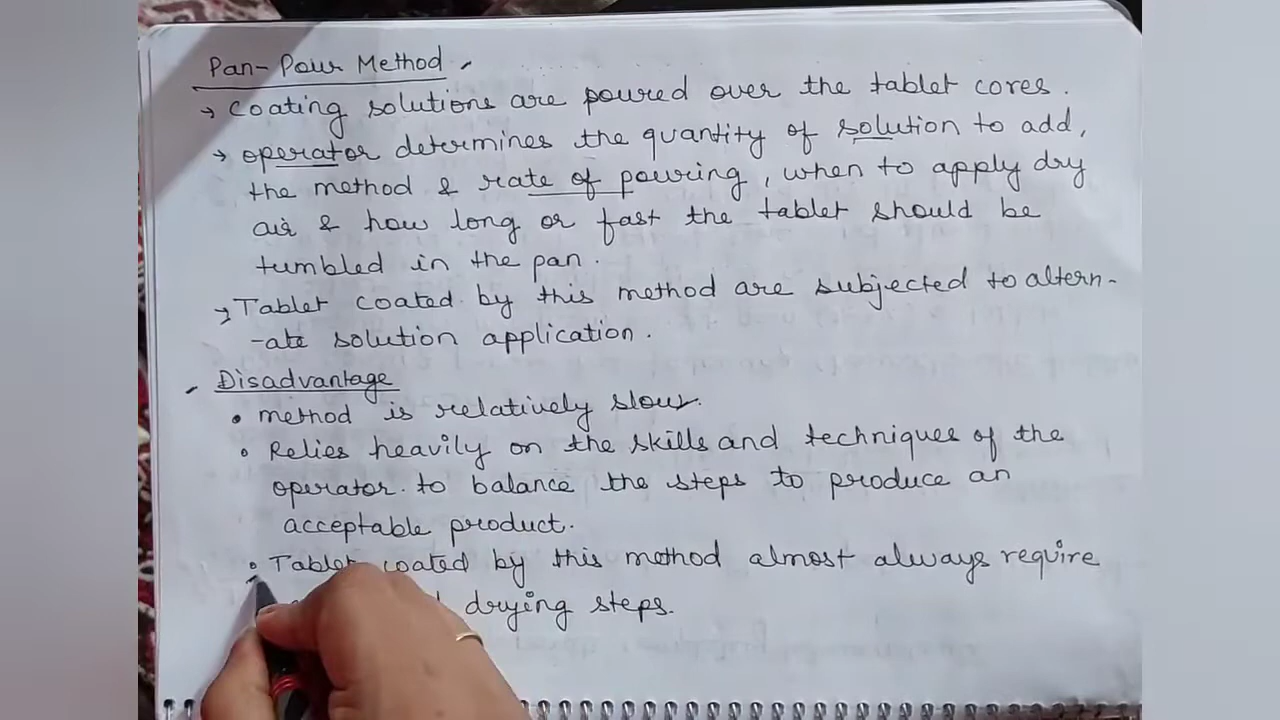 Pan-Pour Method
→ Coating solutions are poured over the tablet cores.
→ operator determines the quantity of solution to add,
the method & rate of pouring, when to apply dry
air & how long or fast the tablet should be
tumbled in the pan.
→ Tablet coated by this method are subjected to altern-
-ate solution application.
Disadvantage
• method is relatively slow.
• Relies heavily on the skills and techniques of the
operator. to balance the steps to produce an
acceptable product.
• Tablet coated by this method almost always require
drying steps.